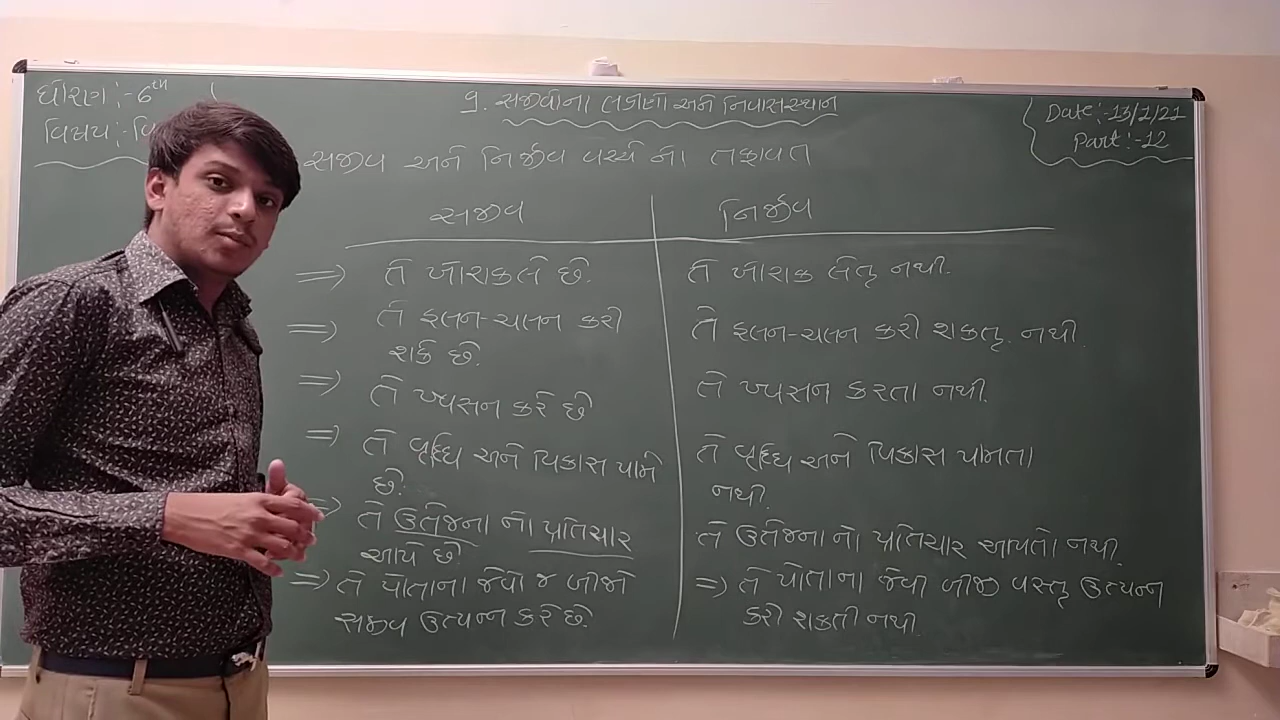 ધોરણ :- 6th
વિષય :- વિ
૧. સજીવોના લક્ષણો અને નિવાસસ્થાન
Date :- 13/1/21
Part :- 12
સજીવ અને નિર્જીવ વચ્ચે નો તફાવત
સજીવ
નિર્જીવ
⇒ તે ખોરાક લે છે.
તે ખોરાક લેતુ નથી.
⇒ તે હલન-ચલન કરી
શકે છે.
તે હલન-ચલન કરી શકતુ. નથી.
⇒ તે શ્વસન કરે છે
તે શ્વસન કરતા નથી.
⇒ તે વૃદ્ધિ અને વિકાસ પામે
છે.
તે વૃદ્ધિ અને વિકાસ પામતા
નથી.
⇒ તે ઉતેજના નો પ્રતિચાર
આપે છે
તે ઉતેજના નો પ્રતિચાર આપતો નથી.
⇒ તે પોતાના જેવો જ બીજો
સજીવ ઉત્પન્ન કરે છે.
⇒ તે પોતાના જેવી બીજી વસ્તુ ઉત્પન્ન
કરી શકતી નથી.